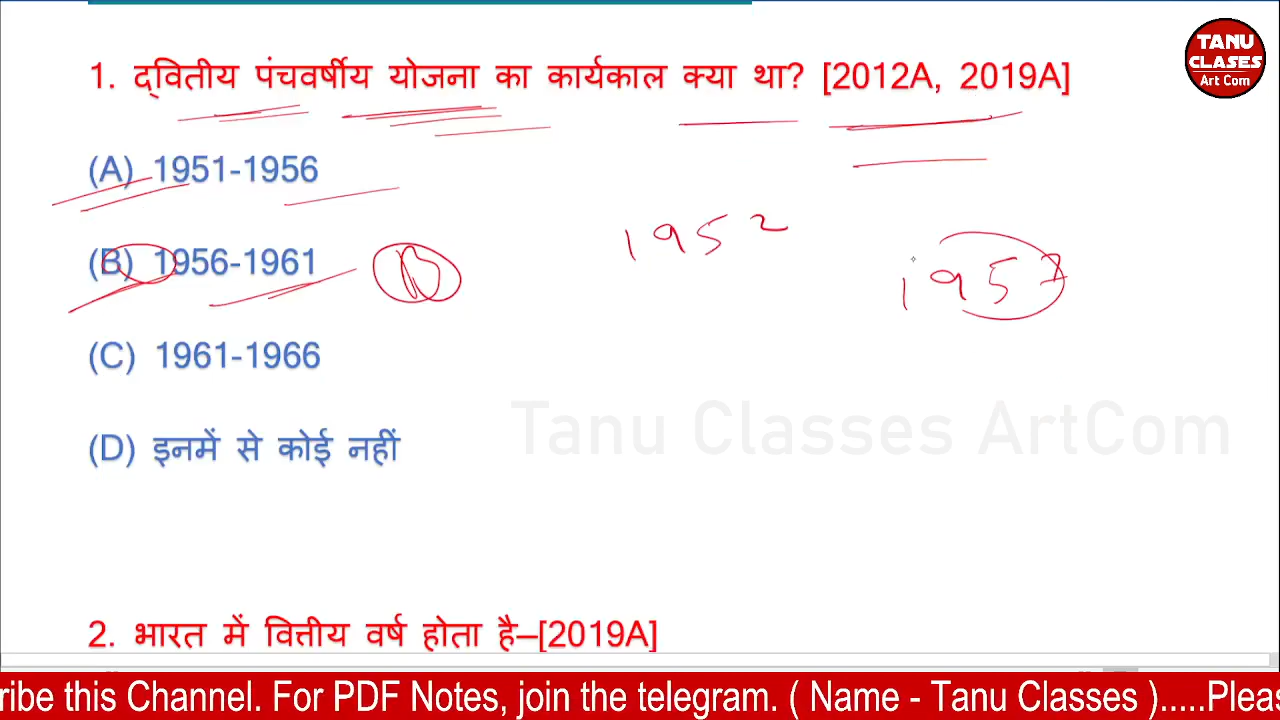 TANU
CLASES
Art Com
1. द्वितीय पंचवर्षीय योजना का कार्यकाल क्या था? [2012A, 2019A]
(A) 1951-1956
(B) 1956-1961 B
1952
1957
(C) 1961-1966
Tanu Classes ArtCom
(D) इनमें से कोई नहीं
2. भारत में वित्तीय वर्ष होता है–[2019A]
ribe this Channel. For PDF Notes, join the telegram. ( Name - Tanu Classes ).....Pleas